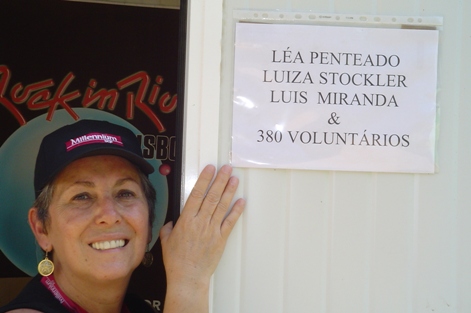 Rock in Rio
LISBO
Millennium
LÉA PENTEADO
LUIZA STOCKLER
LUIS MIRANDA
&
380 VOLUNTÁRIOS